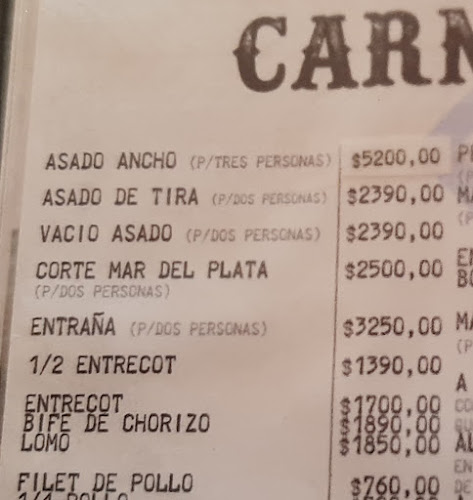 CARN
ASADO ANCHO (P/TRES PERSONAS) $5200,00
ASADO DE TIRA (P/DOS PERSONAS) $2390,00
VACIO ASADO (P/DOS PERSONAS) $2390,00
CORTE MAR DEL PLATA $2500,00
(P/DOS PERSONAS)
ENTRAÑA (P/DOS PERSONAS) $3250,00
1/2 ENTRECOT $1390,00
ENTRECOT $1700,00
BIFE DE CHORIZO $1890,00
LOMO $1850,00
FILET DE POLLO $760,00